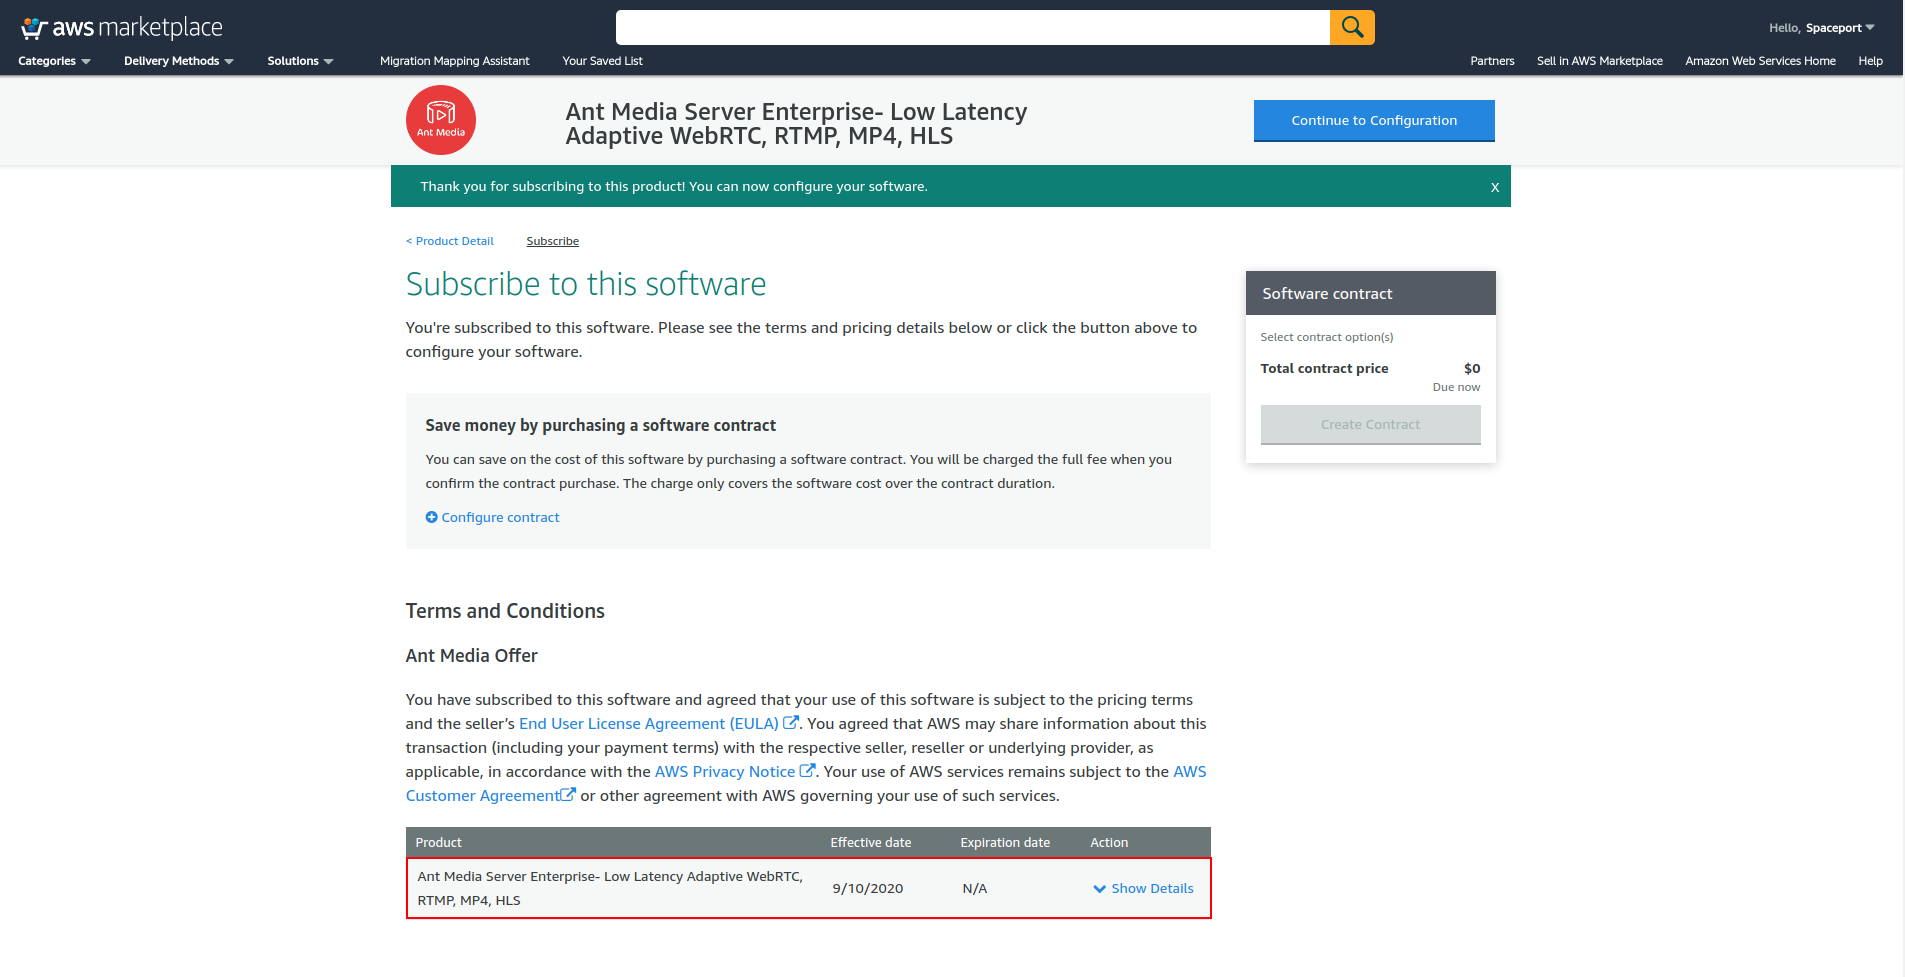 aws marketplace
Hello, Spaceport
Categories Delivery Methods Solutions Migration Mapping Assistant Your Saved List Partners Sell in AWS Marketplace Amazon Web Services Home Help
Ant Media
Ant Media Server Enterprise- Low Latency
Adaptive WebRTC, RTMP, MP4, HLS
Continue to Configuration
Thank you for subscribing to this product! You can now configure your software. X
< Product Detail Subscribe
Subscribe to this software
You're subscribed to this software. Please see the terms and pricing details below or click the button above to
configure your software.
Save money by purchasing a software contract
You can save on the cost of this software by purchasing a software contract. You will be charged the full fee when you
confirm the contract purchase. The charge only covers the software cost over the contract duration.
Configure contract
Software contract
Select contract option(s)
Total contract price $0
Due now
Create Contract
Terms and Conditions
Ant Media Offer
You have subscribed to this software and agreed that your use of this software is subject to the pricing terms
and the seller’s End User License Agreement (EULA). You agreed that AWS may share information about this
transaction (including your payment terms) with the respective seller, reseller or underlying provider, as
applicable, in accordance with the AWS Privacy Notice. Your use of AWS services remains subject to the AWS
Customer Agreement or other agreement with AWS governing your use of such services.
Product Effective date Expiration date Action
Ant Media Server Enterprise- Low Latency Adaptive WebRTC,
RTMP, MP4, HLS
9/10/2020 N/A Show Details